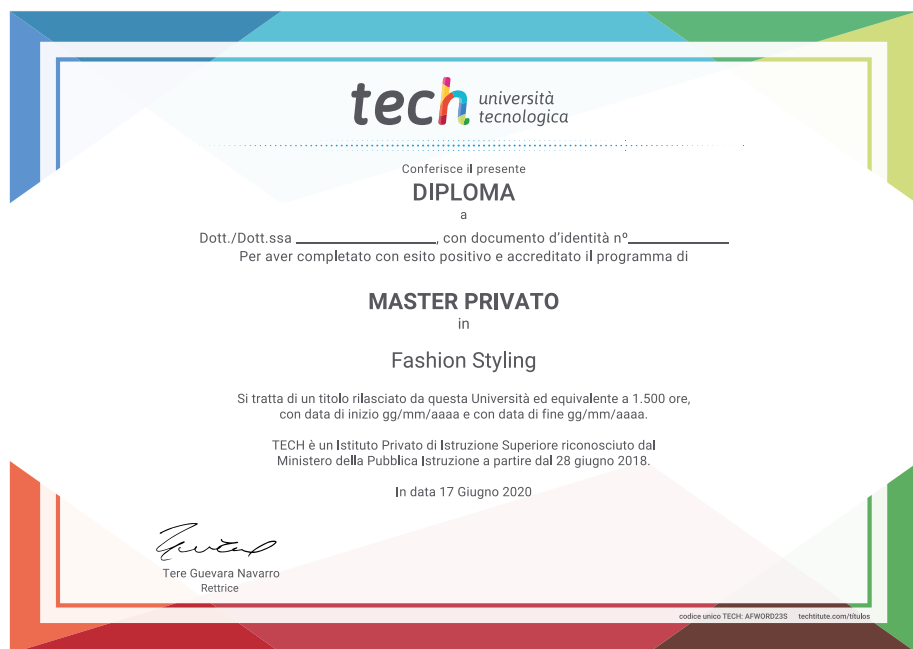 tech università
tecnologica
Conferisce il presente
DIPLOMA
a
Dott./Dott.ssa ____________________, con documento d'identità nº______________
Per aver completato con esito positivo e accreditato il programma di
MASTER PRIVATO
in
Fashion Styling
Si tratta di un titolo rilasciato da questa Università ed equivalente a 1.500 ore,
con data di inizio gg/mm/aaaa e con data di fine gg/mm/aaaa.
TECH è un Istituto Privato di Istruzione Superiore riconosciuto dal
Ministero della Pubblica Istruzione a partire dal 28 giugno 2018.
In data 17 Giugno 2020
Tere Guevara Navarro
Rettrice
codice unico TECH: AFWORD23S techtitute.com/titulos